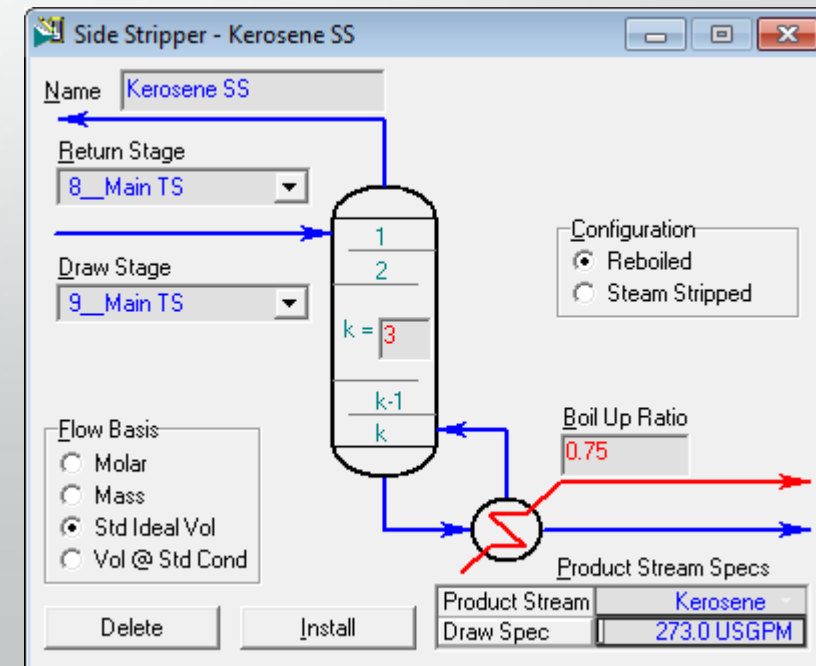 Side Stripper - Kerosene SS
Name Kerosene SS
Return Stage
8__Main TS
Draw Stage
9__Main TS
1
2
k = 3
k-1
k
Configuration
Reboiled
Steam Stripped
Flow Basis
Molar
Mass
Std Ideal Vol
Vol @ Std Cond
Boil Up Ratio
0.75
Product Stream Specs
Product Stream Kerosene
Draw Spec 273.0 USGPM
Delete Install